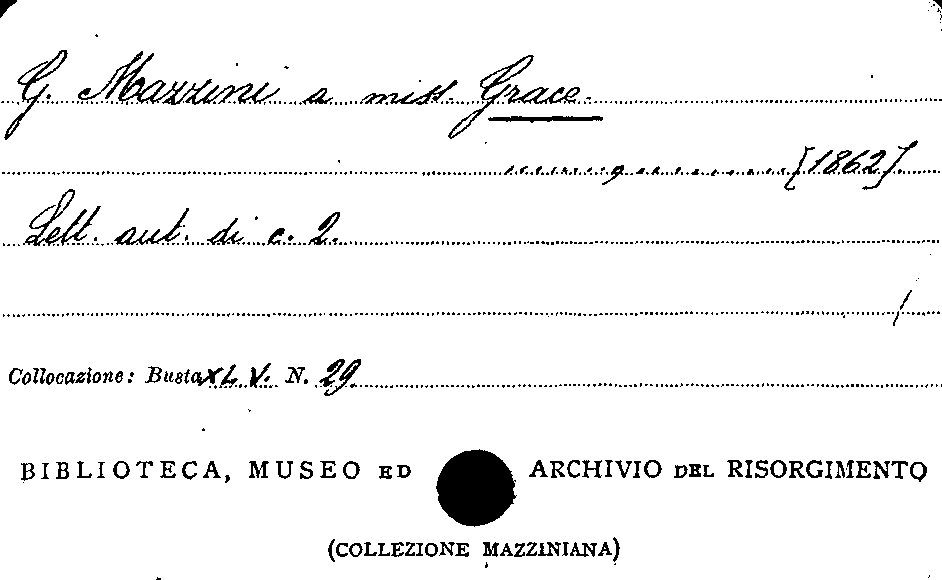 G. Mazzini a miss. Grace.
........, ........... [1862].
Lett. aut. di c. 2.
Collocazione: Busta XLV. N. 29
BIBLIOTECA, MUSEO ED ARCHIVIO DEL RISORGIMENTO
(COLLEZIONE MAZZINIANA)